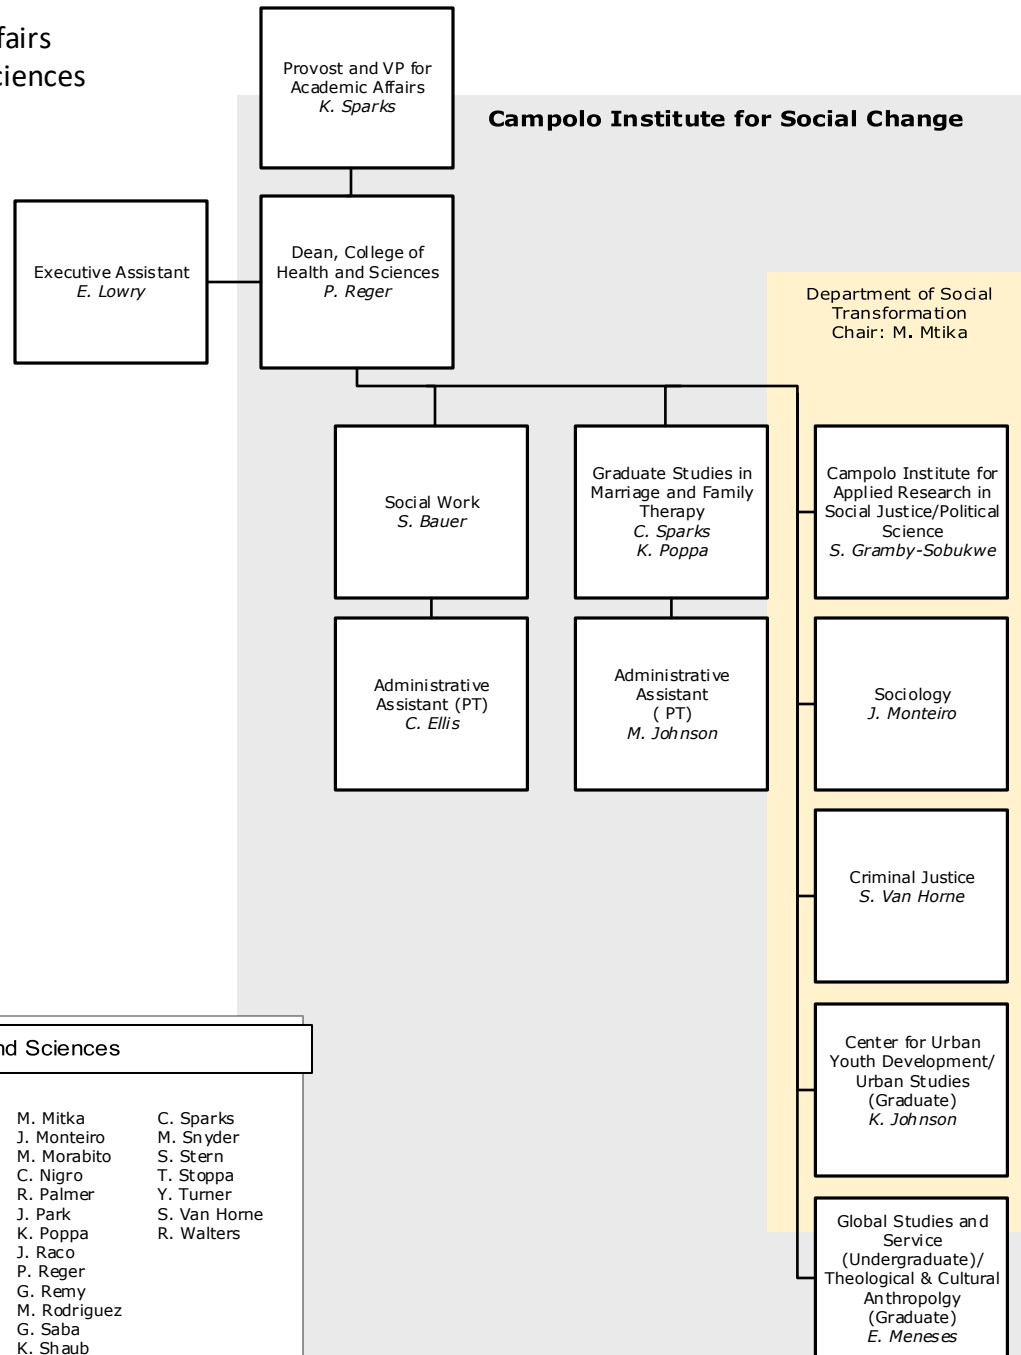 ffairs
ciences
Provost and VP for
Academic Affairs
K. Sparks
Campolo Institute for Social Change
Executive Assistant
E. Lowry
Dean, College of
Health and Sciences
P. Reger
Department of Social
Transformation
Chair: M. Mtika
Social Work
S. Bauer
Graduate Studies in
Marriage and Family
Therapy
C. Sparks
K. Poppa
Campolo Institute for
Applied Research in
Social Justice/Political
Science
S. Gramby-Sobukwe
Administrative
Assistant (PT)
C. Ellis
Administrative
Assistant
( PT)
M. Johnson
Sociology
J. Monteiro
Criminal Justice
S. Van Horne
Center for Urban
Youth Development/
Urban Studies
(Graduate)
K. Johnson
Global Studies and
Service
(Undergraduate)/
Theological & Cultural
Anthropolgy
(Graduate)
E. Meneses
nd Sciences
M. Mitka
J. Monteiro
M. Morabito
C. Nigro
R. Palmer
J. Park
K. Poppa
J. Raco
P. Reger
G. Remy
M. Rodriguez
G. Saba
K. Shaub
C. Sparks
M. Snyder
S. Stern
T. Stoppa
Y. Turner
S. Van Horne
R. Walters